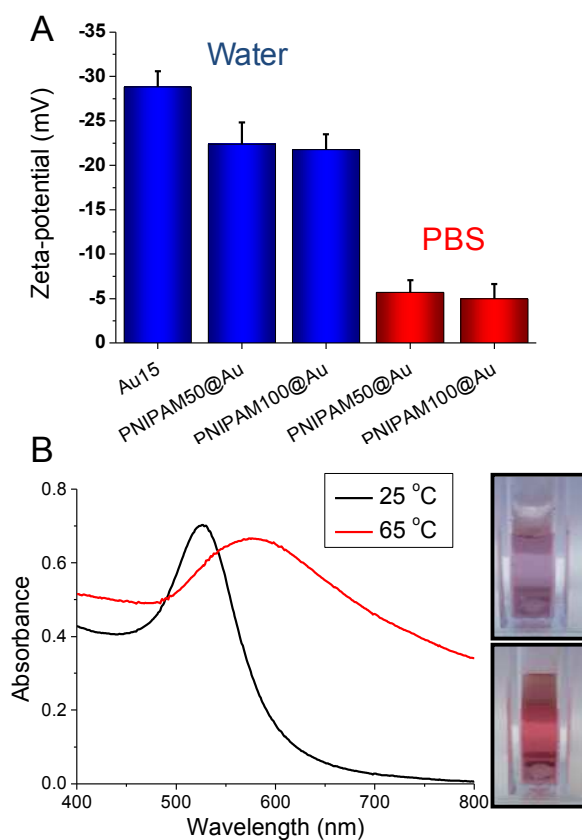 A
Water
PBS
Zeta-potential (mV)
-35
-30
-25
-20
-15
-10
-5
0
Au15
PNIPAM50@Au
PNIPAM100@Au
PNIPAM50@Au
PNIPAM100@Au
B
25 °C
65 °C
Absorbance
0.8
0.6
0.4
0.2
0.0
400 500 600 700 800
Wavelength (nm)